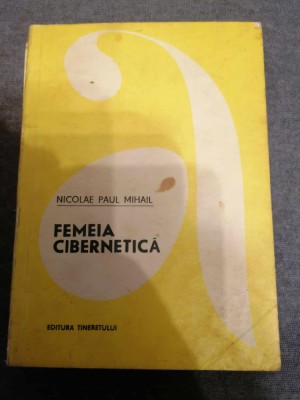 NICOLAE PAUL MIHAIL
FEMEIA
CIBERNETICĂ
EDITURA TINERETULUI